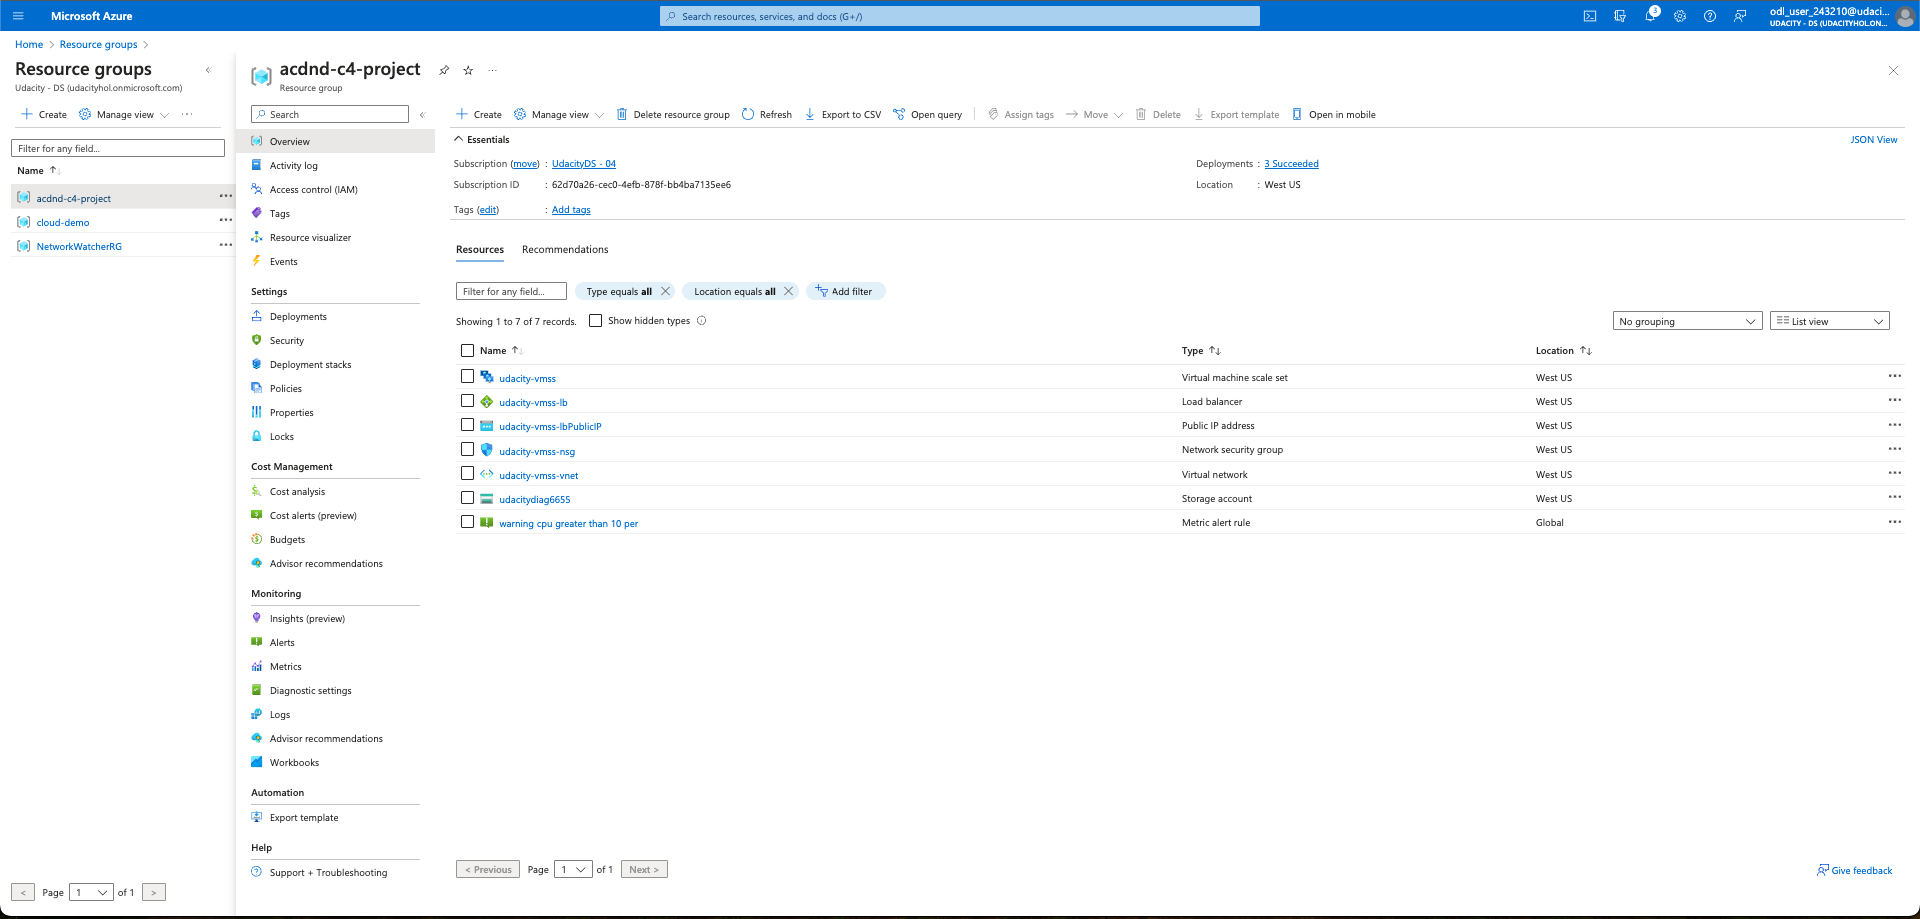 Microsoft Azure
Search resources, services, and docs (G+/)
3
odl_user_243210@udaci...
UDACITY - DS (UDACITYHOL.ON...
Home > Resource groups >
Resource groups
Udacity - DS (udacityhol.onmicrosoft.com)
Create
Manage view
Filter for any field...
Name
acdnd-c4-project
cloud-demo
NetworkWatcherRG
< Page 1 of 1 >
acdnd-c4-project
Resource group
Search
Overview
Activity log
Access control (IAM)
Tags
Resource visualizer
Events
Settings
Deployments
Security
Deployment stacks
Policies
Properties
Locks
Cost Management
Cost analysis
Cost alerts (preview)
Budgets
Advisor recommendations
Monitoring
Insights (preview)
Alerts
Metrics
Diagnostic settings
Logs
Advisor recommendations
Workbooks
Automation
Export template
Help
Support + Troubleshooting
Create Manage view Delete resource group Refresh Export to CSV Open query Assign tags Move Delete Export template Open in mobile
Essentials
JSON View
Subscription (move) : UdacityDS - 04
Deployments : 3 Succeeded
Subscription ID : 62d70a26-cec0-4efb-878f-bb4ba7135ee6
Location : West US
Tags (edit) : Add tags
Resources Recommendations
Filter for any field... Type equals all Location equals all Add filter
Showing 1 to 7 of 7 records. Show hidden types
No grouping List view
Name Type Location
udacity-vmss Virtual machine scale set West US
udacity-vmss-lb Load balancer West US
udacity-vmss-lbPublicIP Public IP address West US
udacity-vmss-nsg Network security group West US
udacity-vmss-vnet Virtual network West US
udacitydiag6655 Storage account West US
warning cpu greater than 10 per Metric alert rule Global
< Previous Page 1 of 1 Next >
Give feedback